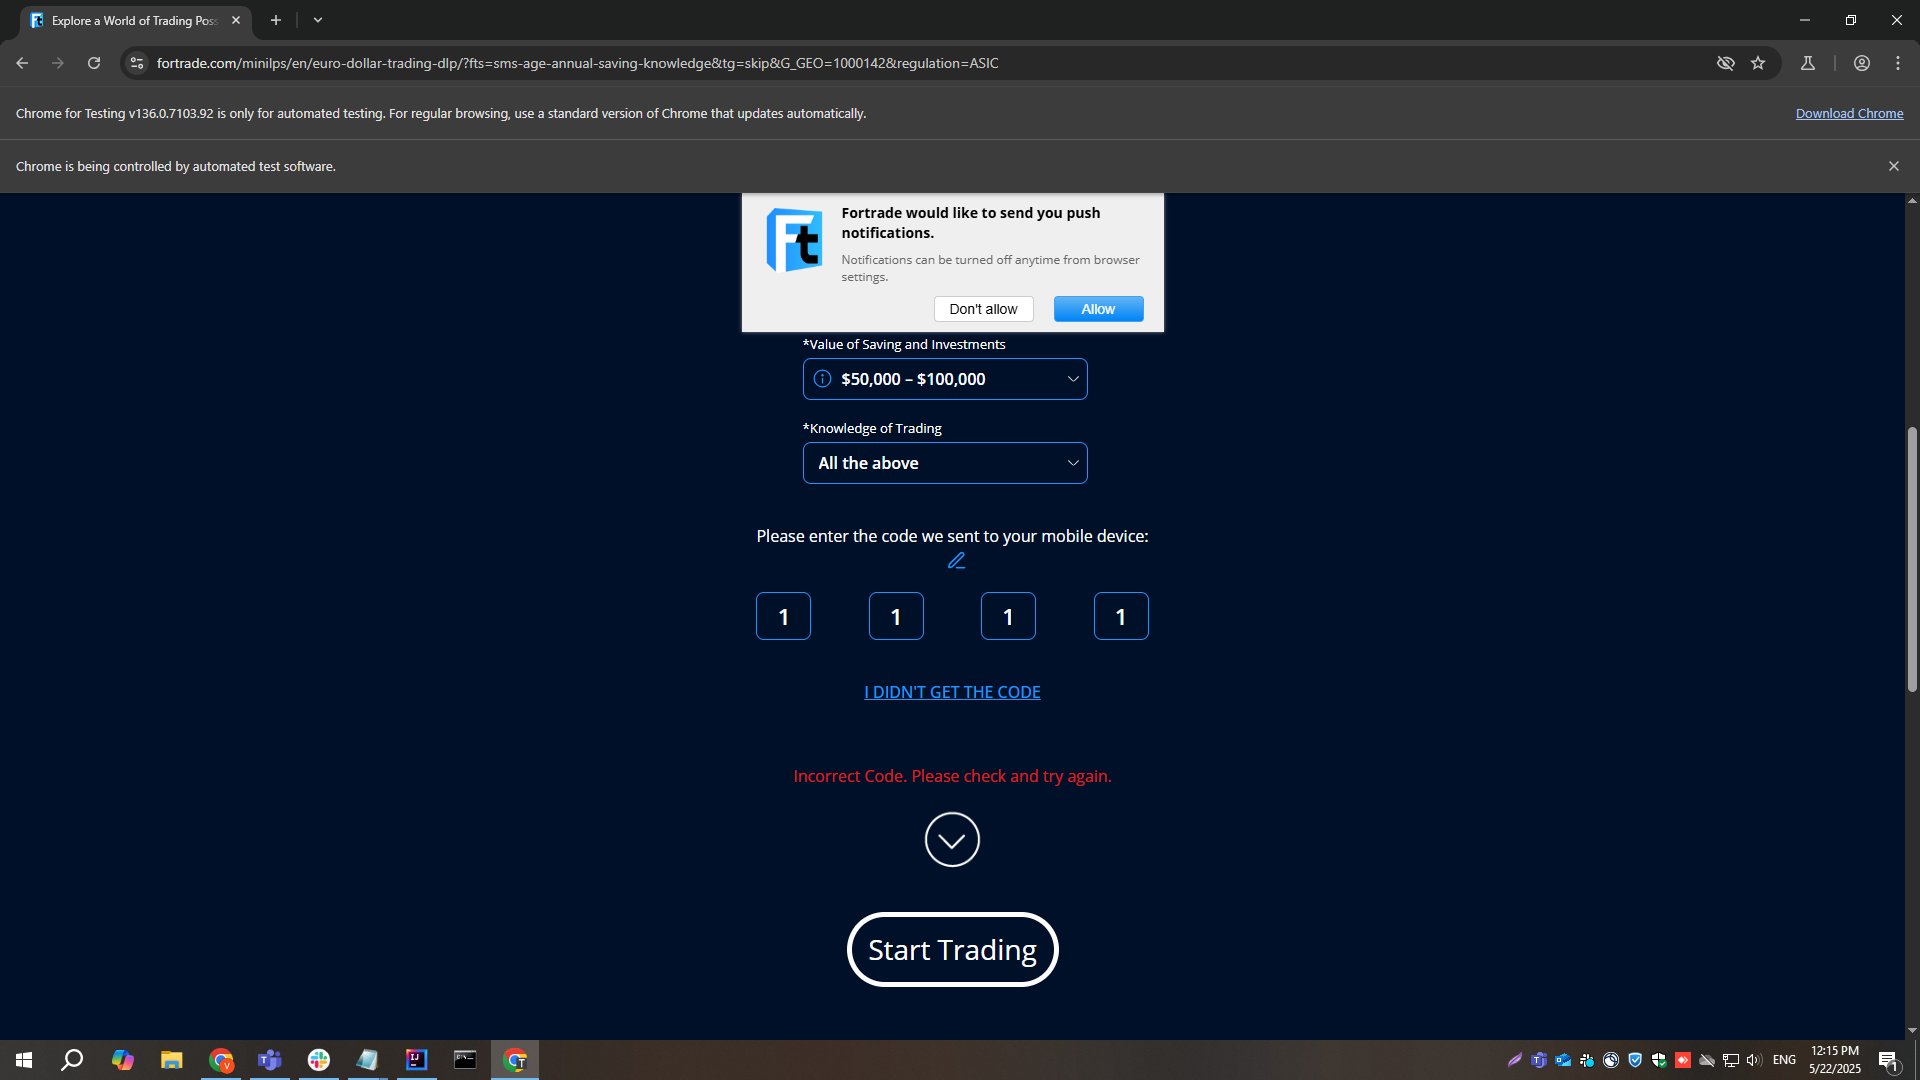 Explore a World of Trading Poss
fortrade.com/minilps/en/euro-dollar-trading-dlp/?fts=sms-age-annual-saving-knowledge&tg=skip&G_GEO=1000142&regulation=ASIC
Chrome for Testing v136.0.7103.92 is only for automated testing. For regular browsing, use a standard version of Chrome that updates automatically.
Download Chrome
Chrome is being controlled by automated test software.
Ft
Fortrade would like to send you push
notifications.
Notifications can be turned off anytime from browser
settings.
Don't allow
Allow
*Value of Saving and Investments
$50,000 – $100,000
*Knowledge of Trading
All the above
Please enter the code we sent to your mobile device:
1 1 1 1
I DIDN'T GET THE CODE
Incorrect Code. Please check and try again.
Start Trading
ENG
12:15 PM
5/22/2025
1